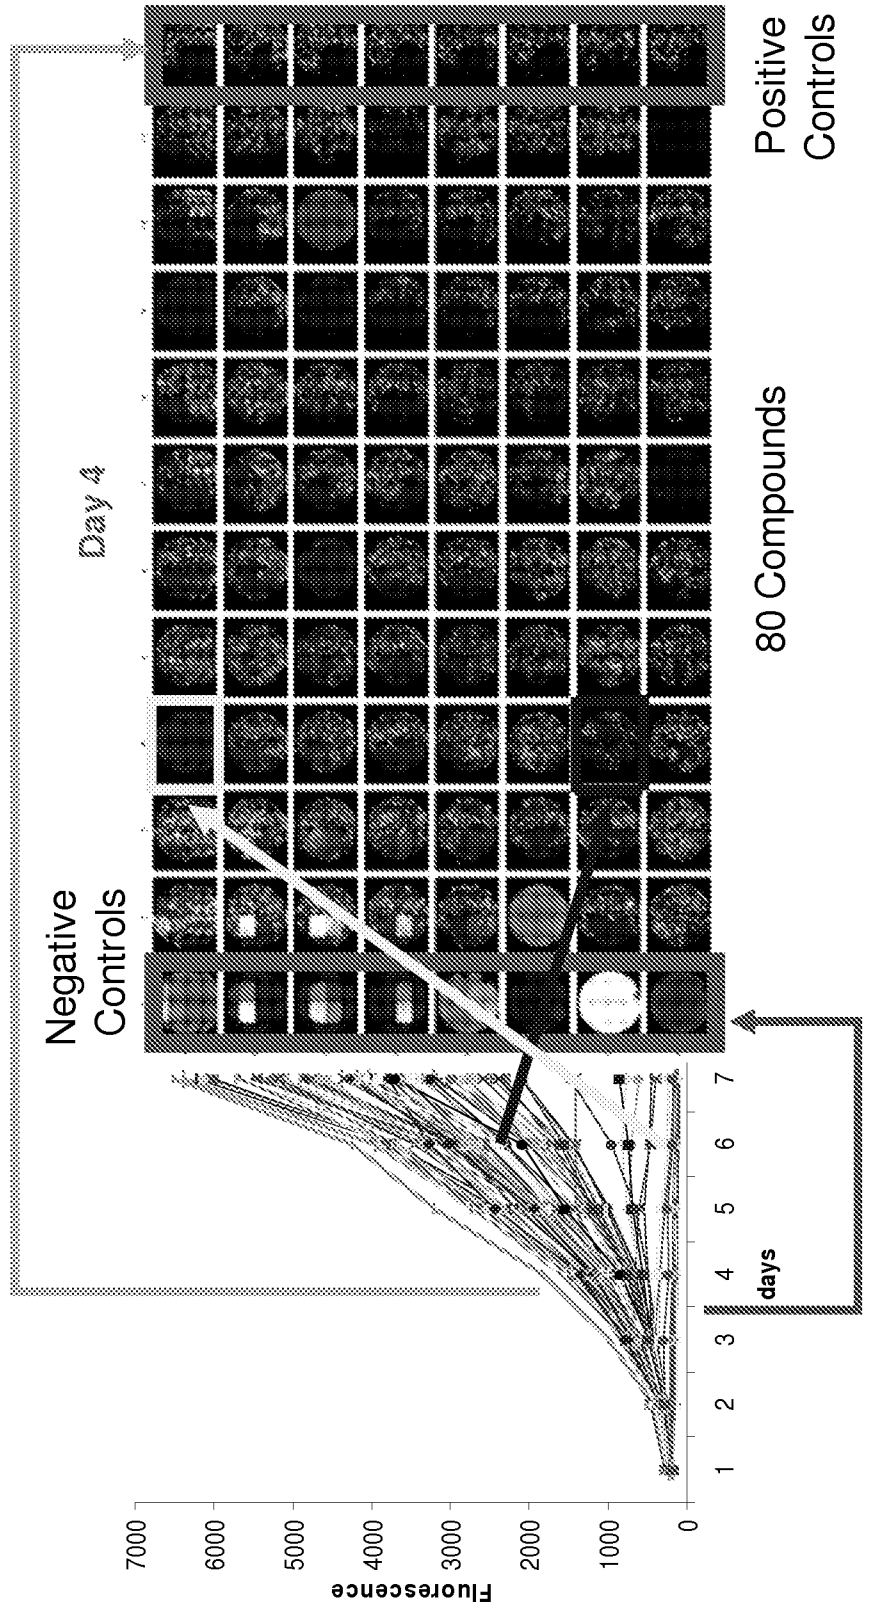 Negative
Controls
Day 4
80 Compounds
Positive
Controls
Fluorescence
7000
6000
5000
4000
3000
2000
1000
0
1 2 3 4 5 6 7
days